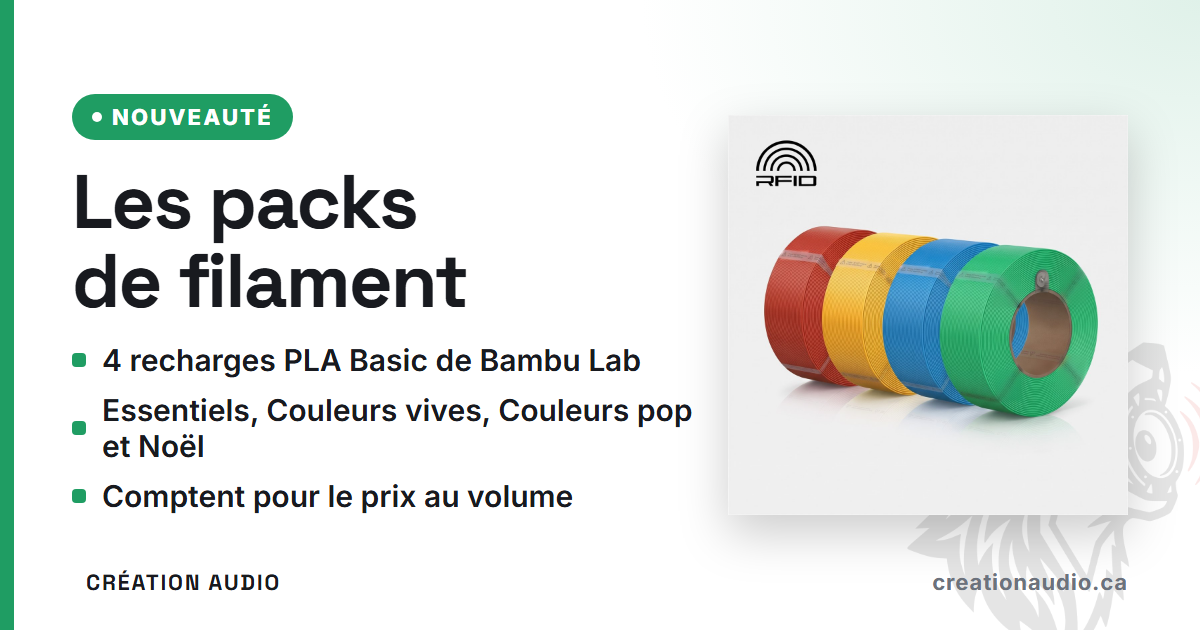 NOUVEAUTÉ
Les packs
de filament
4 recharges PLA Basic de Bambu Lab
Essentiels, Couleurs vives, Couleurs pop
et Noël
Comptent pour le prix au volume
RFID
CRÉATION AUDIO
creationaudio.ca